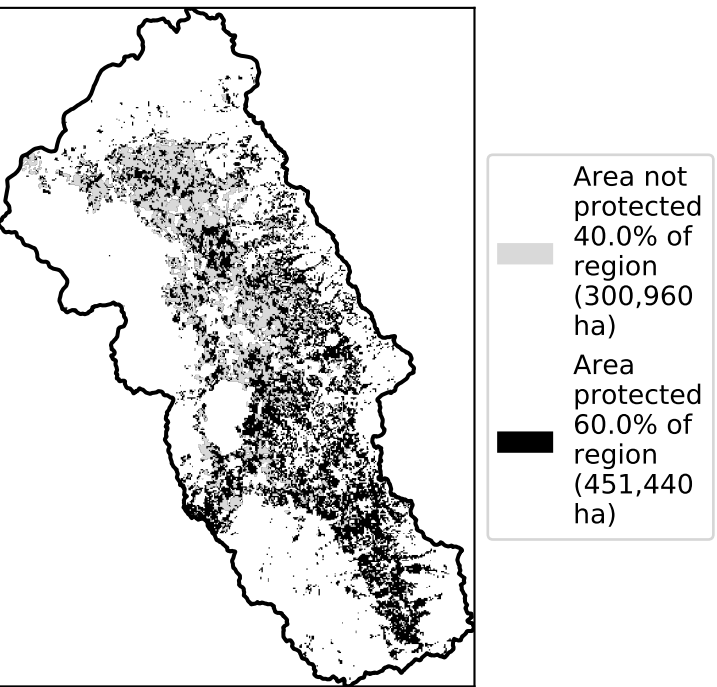 Area not
protected
40.0% of
region
(300,960
ha)
Area
protected
60.0% of
region
(451,440
ha)